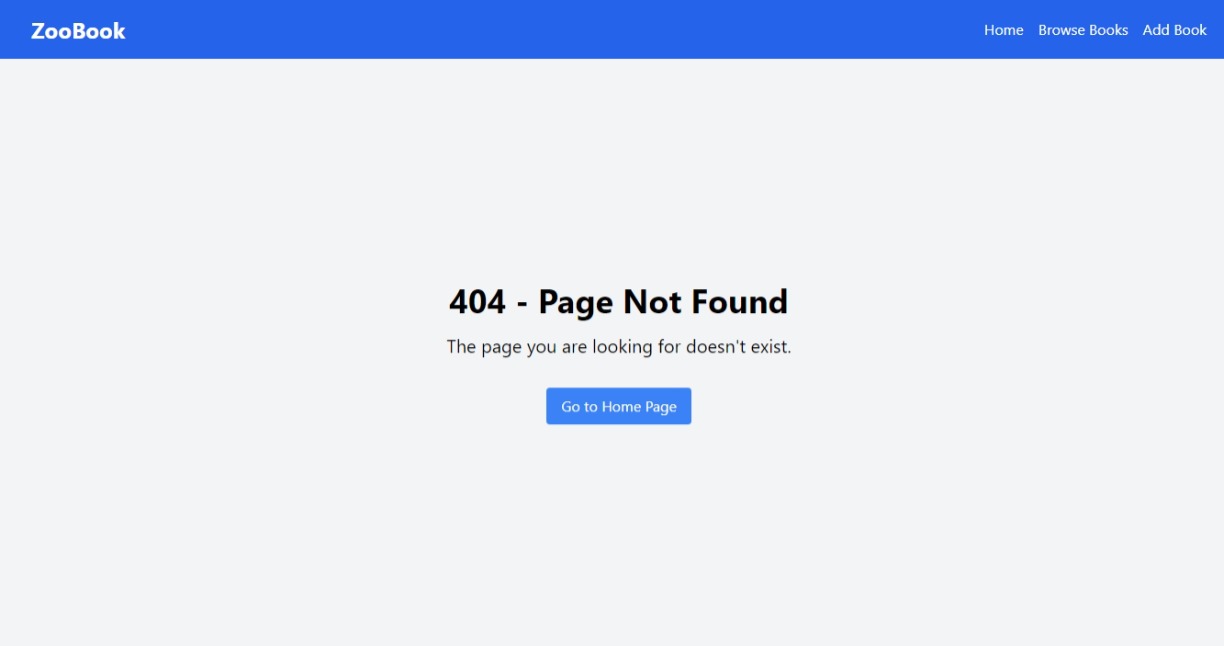 ZooBook
Home Browse Books Add Book
404 - Page Not Found
The page you are looking for doesn't exist.
Go to Home Page